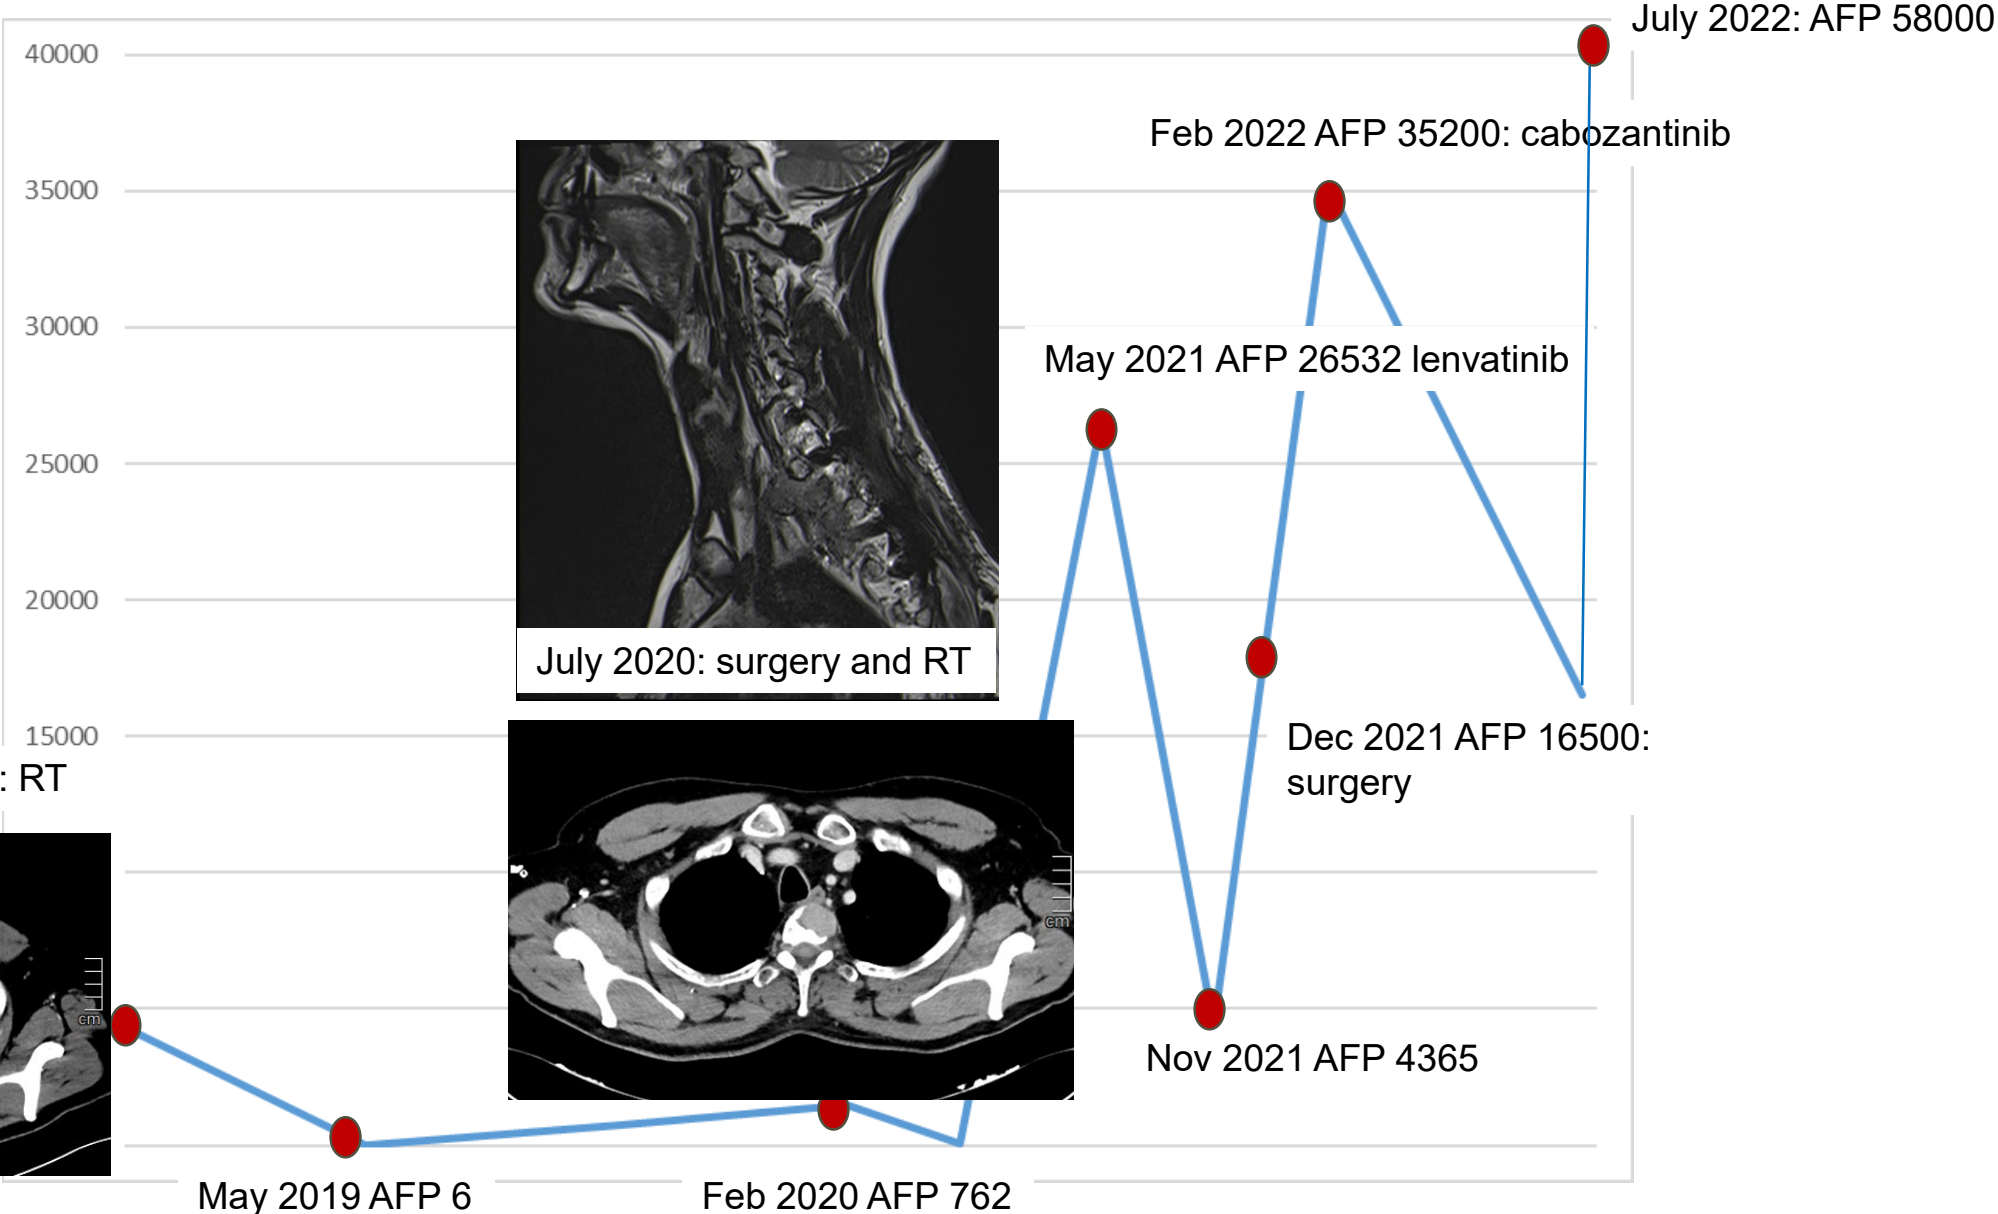 July 2022: AFP 58000
40000
Feb 2022 AFP 35200: cabozantinib
35000
30000
May 2021 AFP 26532 lenvatinib
25000
20000
July 2020: surgery and RT
15000
Dec 2021 AFP 16500:
surgery
: RT
cm
cm
Nov 2021 AFP 4365
May 2019 AFP 6
Feb 2020 AFP 762